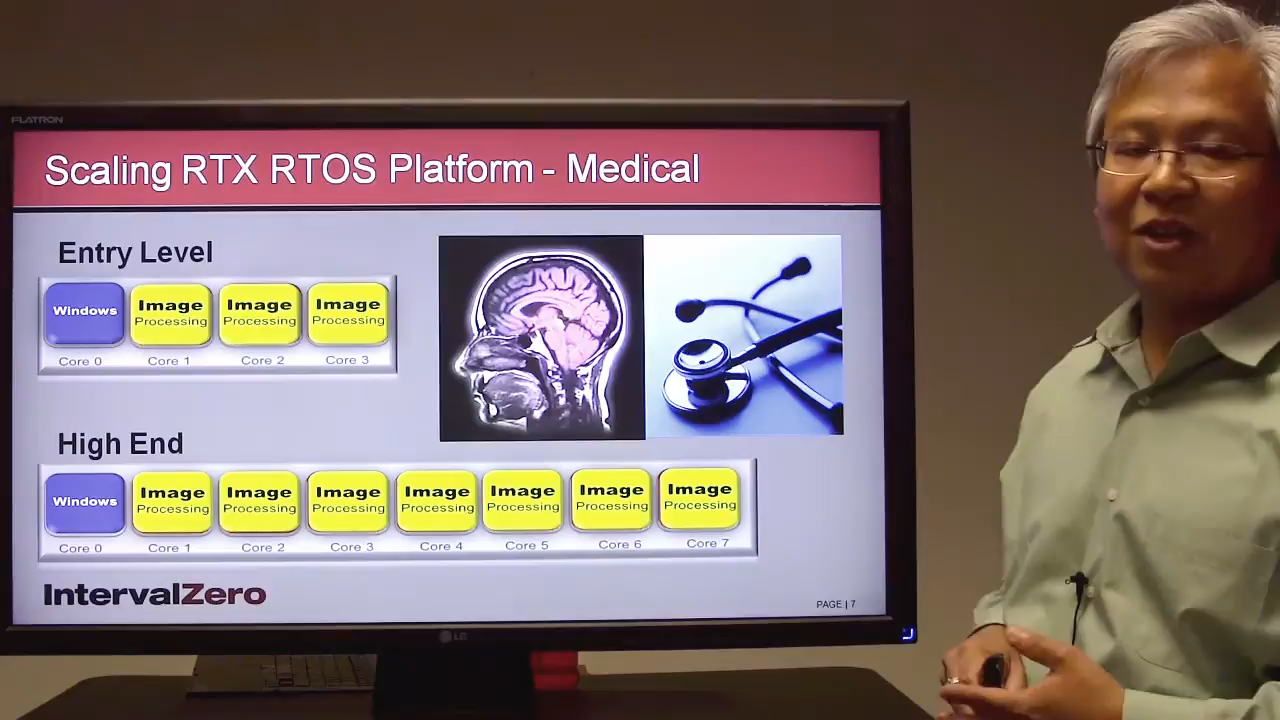 FLATRON
Scaling RTX RTOS Platform - Medical
Entry Level
Windows
Image
Processing
Image
Processing
Image
Processing
Core 0
Core 1
Core 2
Core 3
High End
Windows
Image
Processing
Image
Processing
Image
Processing
Image
Processing
Image
Processing
Image
Processing
Image
Processing
Core 0
Core 1
Core 2
Core 3
Core 4
Core 5
Core 6
Core 7
IntervalZero
PAGE | 7
LG